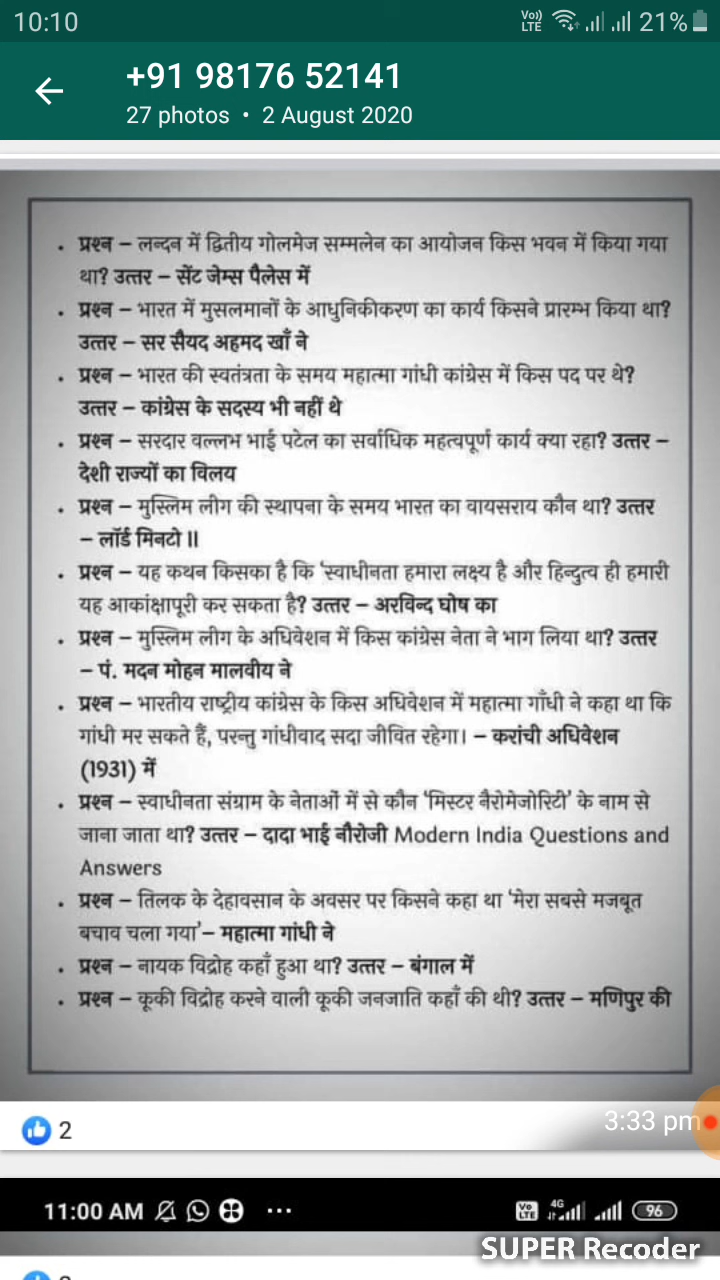 10:10
Vo)) LTE 21%
+91 98176 52141
27 photos • 2 August 2020
• प्रश्न – लन्दन में द्वितीय गोलमेज सम्मलेन का आयोजन किस भवन में किया गया
था? उत्तर – सेंट जेम्स पैलेस में
• प्रश्न – भारत में मुसलमानों के आधुनिकीकरण का कार्य किसने प्रारम्भ किया था?
उत्तर – सर सैयद अहमद खाँ ने
• प्रश्न – भारत की स्वतंत्रता के समय महात्मा गांधी कांग्रेस में किस पद पर थे?
उत्तर – कांग्रेस के सदस्य भी नहीं थे
• प्रश्न – सरदार वल्लभ भाई पटेल का सर्वाधिक महत्वपूर्ण कार्य क्या रहा? उत्तर –
देशी राज्यों का विलय
• प्रश्न – मुस्लिम लीग की स्थापना के समय भारत का वायसराय कौन था? उत्तर
– लॉर्ड मिनटो ॥
• प्रश्न – यह कथन किसका है कि ‘स्वाधीनता हमारा लक्ष्य है और हिन्दुत्व ही हमारी
यह आकांक्षापूरी कर सकता है? उत्तर – अरविन्द घोष का
• प्रश्न – मुस्लिम लीग के अधिवेशन में किस कांग्रेस नेता ने भाग लिया था? उत्तर
– पं. मदन मोहन मालवीय ने
• प्रश्न – भारतीय राष्ट्रीय कांग्रेस के किस अधिवेशन में महात्मा गाँधी ने कहा था कि
गांधी मर सकते हैं, परन्तु गांधीवाद सदा जीवित रहेगा। – करांची अधिवेशन
(1931) में
• प्रश्न – स्वाधीनता संग्राम के नेताओं में से कौन ‘मिस्टर नैरोमेजोरिटी’ के नाम से
जाना जाता था? उत्तर – दादा भाई नौरोजी Modern India Questions and
Answers
• प्रश्न – तिलक के देहावसान के अवसर पर किसने कहा था ‘मेरा सबसे मजबूत
बचाव चला गया’– महात्मा गांधी ने
• प्रश्न – नायक विद्रोह कहाँ हुआ था? उत्तर – बंगाल में
• प्रश्न – कूकी विद्रोह करने वाली कूकी जनजाति कहाँ की थी? उत्तर – मणिपुर की
2
3:33 pm
11:00 AM ... Vo LTE 4G 96
SUPER Recoder